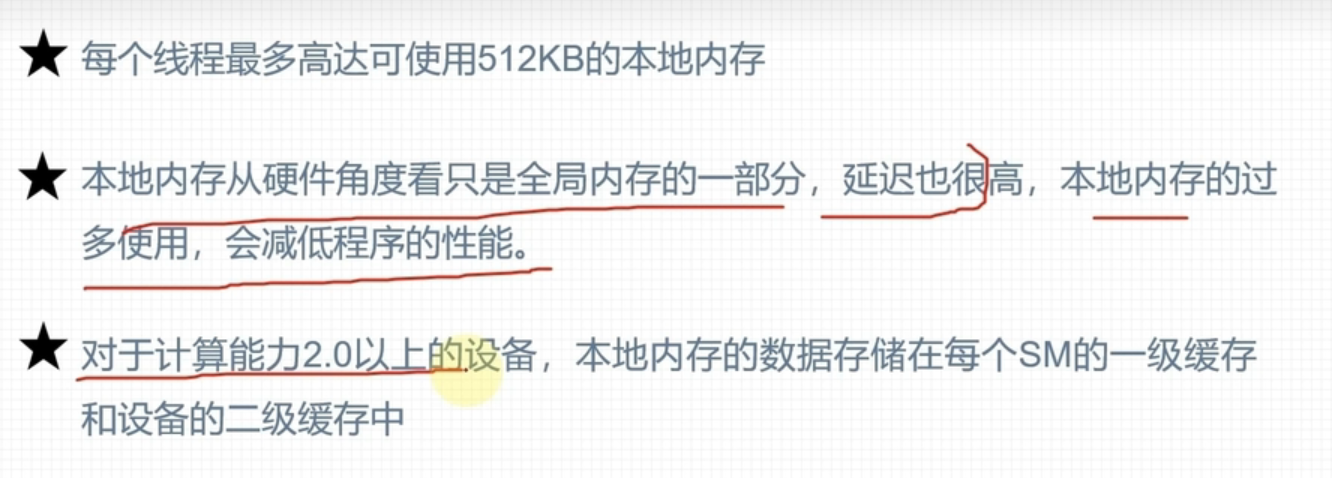 ★ 每个线程最多高达可使用512KB的本地内存
★ 本地内存从硬件角度看只是全局内存的一部分，延迟也很高，本地内存的过
多使用，会减低程序的性能。
★ 对于计算能力2.0以上的设备，本地内存的数据存储在每个SM的一级缓存
和设备的二级缓存中